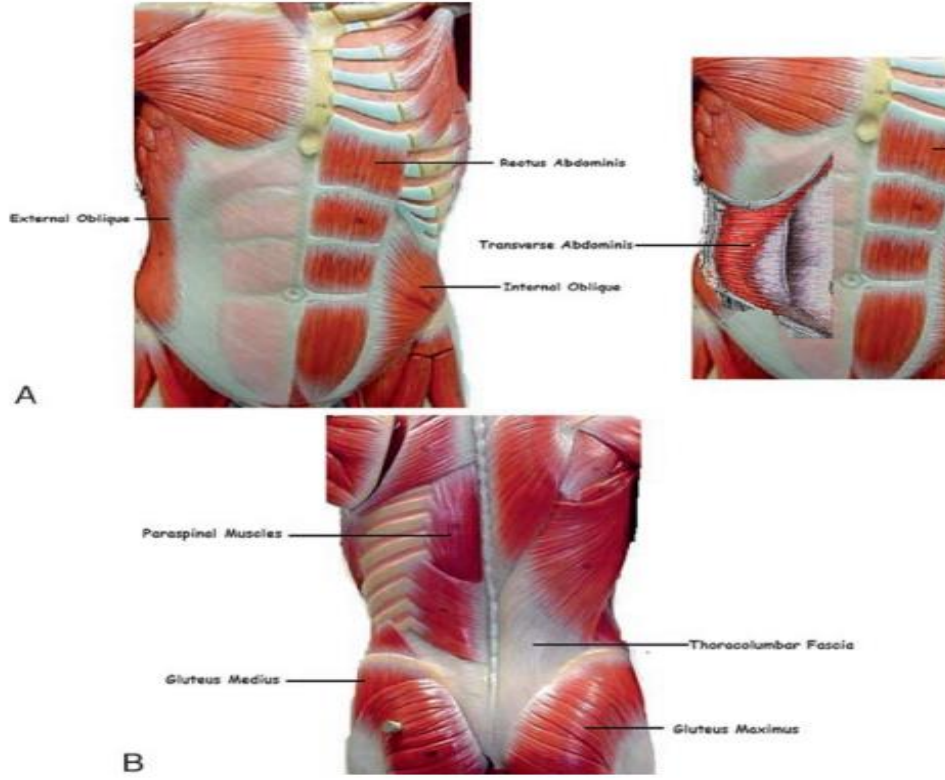 Rectus Abdominis
External Oblique
Transverse Abdominis
Internal Oblique
A
Paraspinal Muscles
Thoracolumbar Fascia
Gluteus Medius
Gluteus Maximus
B